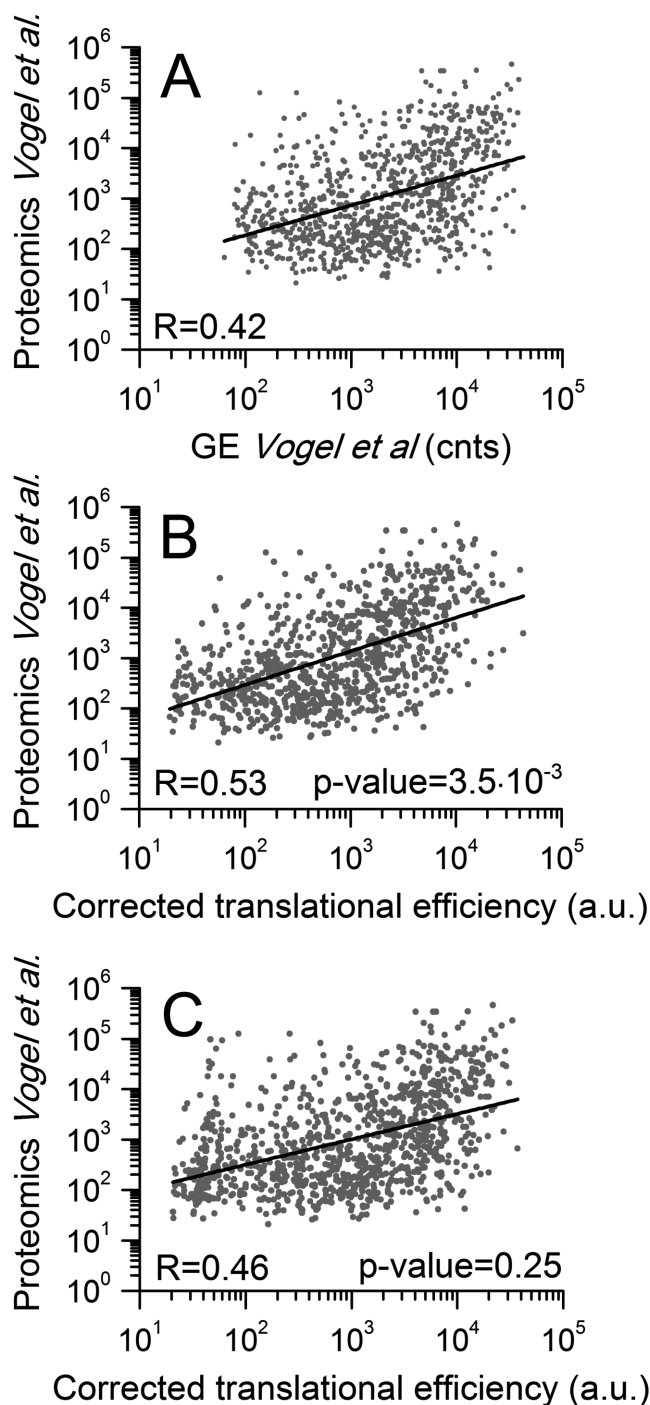 A
Proteomics Vogel et al.
10^6
10^5
10^4
10^3
10^2
10^1
10^0
R=0.42
10^1 10^2 10^3 10^4 10^5
GE Vogel et al (cnts)
B
Proteomics Vogel et al.
10^6
10^5
10^4
10^3
10^2
10^1
10^0
R=0.53 p-value=3.5·10^-3
10^1 10^2 10^3 10^4 10^5
Corrected translational efficiency (a.u.)
C
Proteomics Vogel et al.
10^6
10^5
10^4
10^3
10^2
10^1
10^0
R=0.46 p-value=0.25
10^1 10^2 10^3 10^4 10^5
Corrected translational efficiency (a.u.)